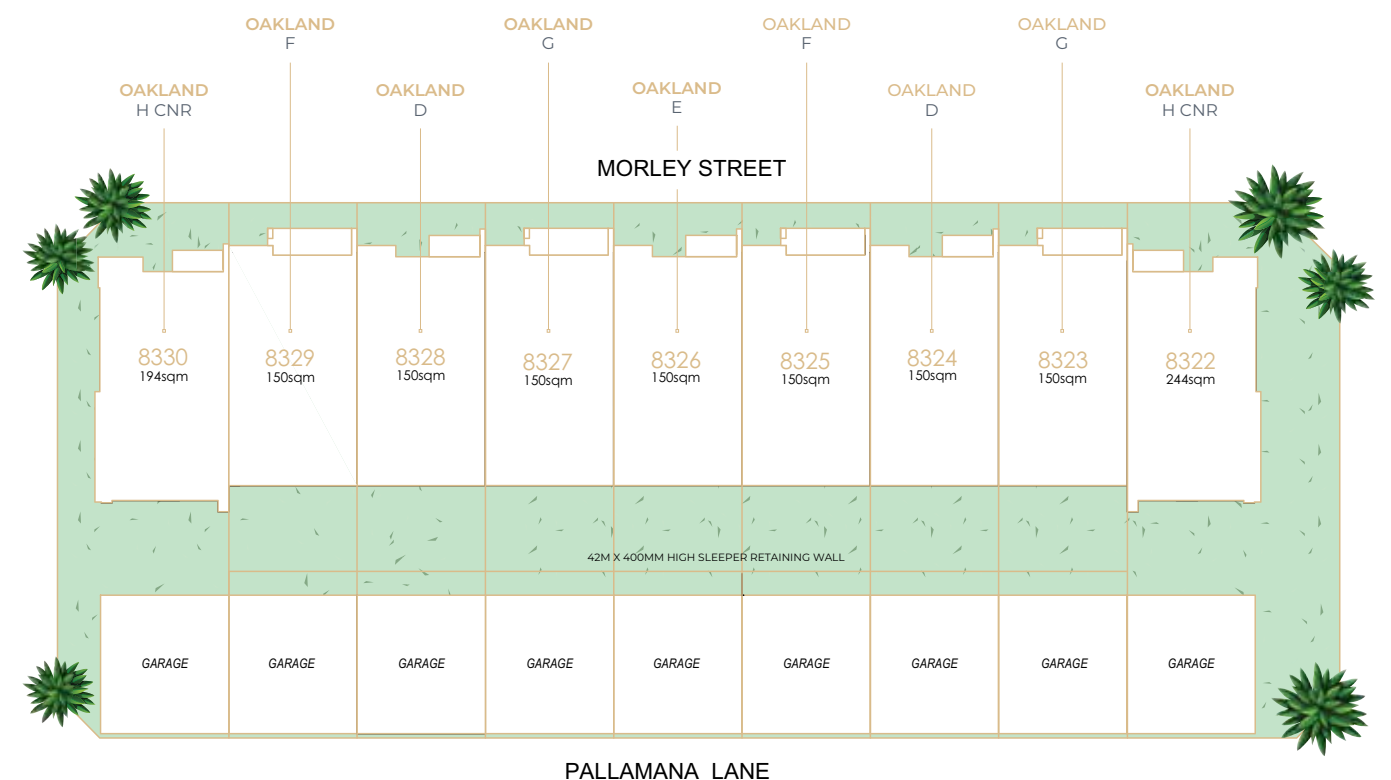 OAKLAND
F
OAKLAND
G
OAKLAND
F
OAKLAND
G
OAKLAND
H CNR
OAKLAND
D
OAKLAND
E
OAKLAND
D
OAKLAND
H CNR
MORLEY STREET
8330
194sqm
8329
150sqm
8328
150sqm
8327
150sqm
8326
150sqm
8325
150sqm
8324
150sqm
8323
150sqm
8322
244sqm
42M X 400MM HIGH SLEEPER RETAINING WALL
GARAGE
GARAGE
GARAGE
GARAGE
GARAGE
GARAGE
GARAGE
GARAGE
GARAGE
PALLAMANA LANE